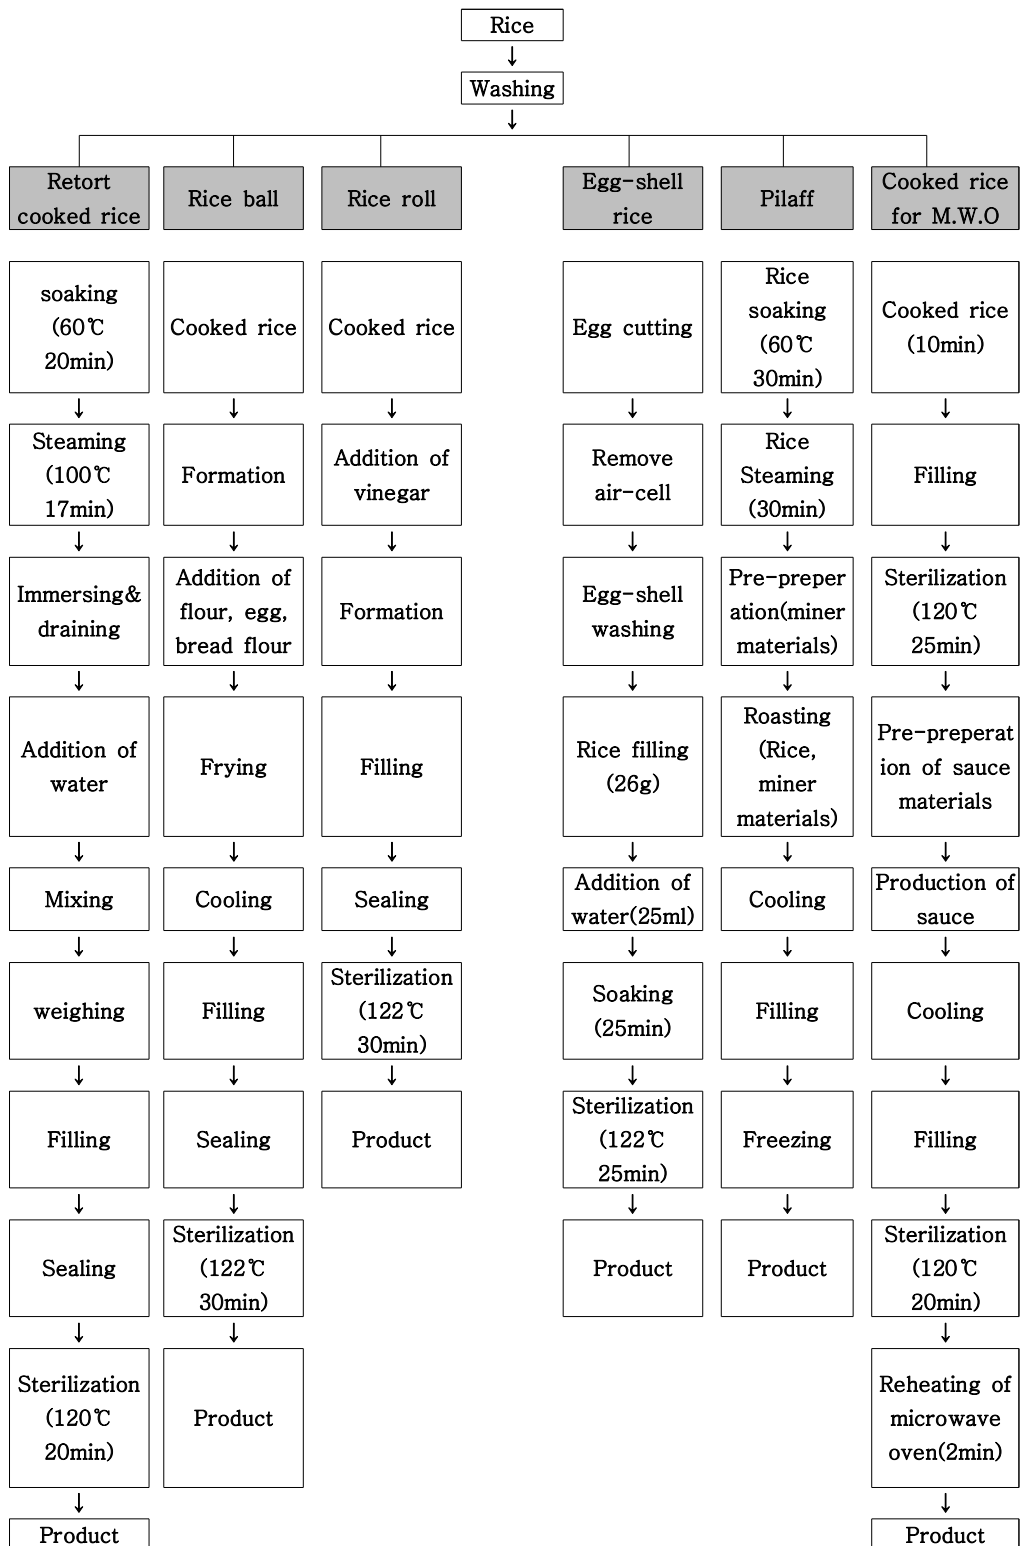 Rice
Washing
Retort
cooked rice
Rice ball
Rice roll
Egg-shell
rice
Pilaff
Cooked rice
for M.W.O
soaking
(60℃
20min)
Steaming
(100℃
17min)
Immersing&
draining
Addition of
water
Mixing
weighing
Filling
Sealing
Sterilization
(120℃
20min)
Product
Cooked rice
Formation
Addition of
flour, egg,
bread flour
Frying
Cooling
Filling
Sealing
Sterilization
(122℃
30min)
Product
Cooked rice
Addition of
vinegar
Formation
Filling
Sealing
Sterilization
(122℃
30min)
Product
Egg cutting
Remove
air-cell
Egg-shell
washing
Rice filling
(26g)
Addition of
water(25ml)
Soaking
(25min)
Sterilization
(122℃
25min)
Product
Rice
soaking
(60℃
30min)
Rice
Steaming
(30min)
Pre-preper
ation(miner
materials)
Roasting
(Rice,
miner
materials)
Cooling
Filling
Freezing
Product
Cooked rice
(10min)
Filling
Sterilization
(120℃
25min)
Pre-preperat
ion of sauce
materials
Production of
sauce
Cooling
Filling
Sterilization
(120℃
20min)
Reheating of
microwave
oven(2min)
Product